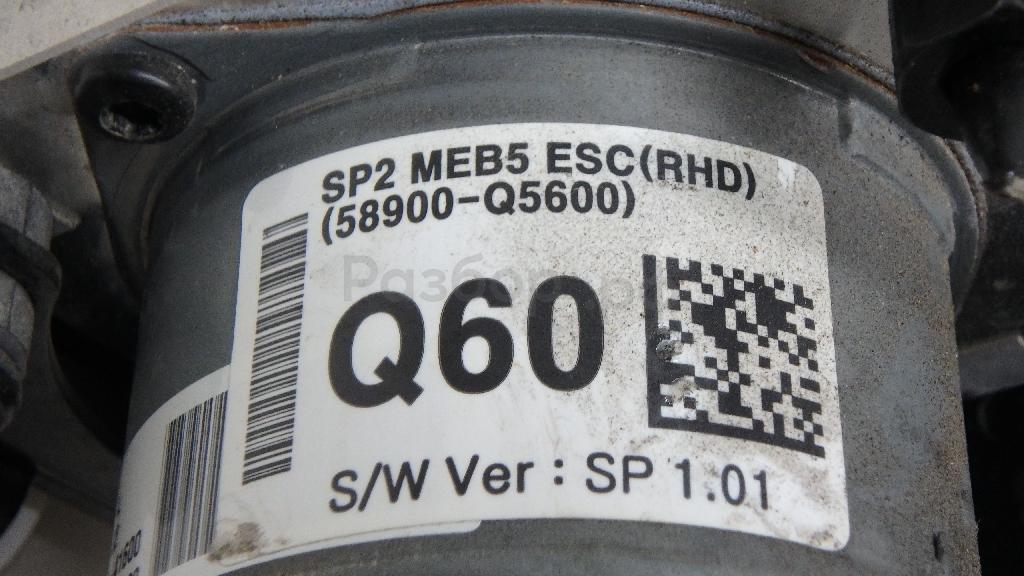 SP2 MEB5 ESC(RHD)
(58900-Q5600)
Q60
S/W Ver : SP 1.01